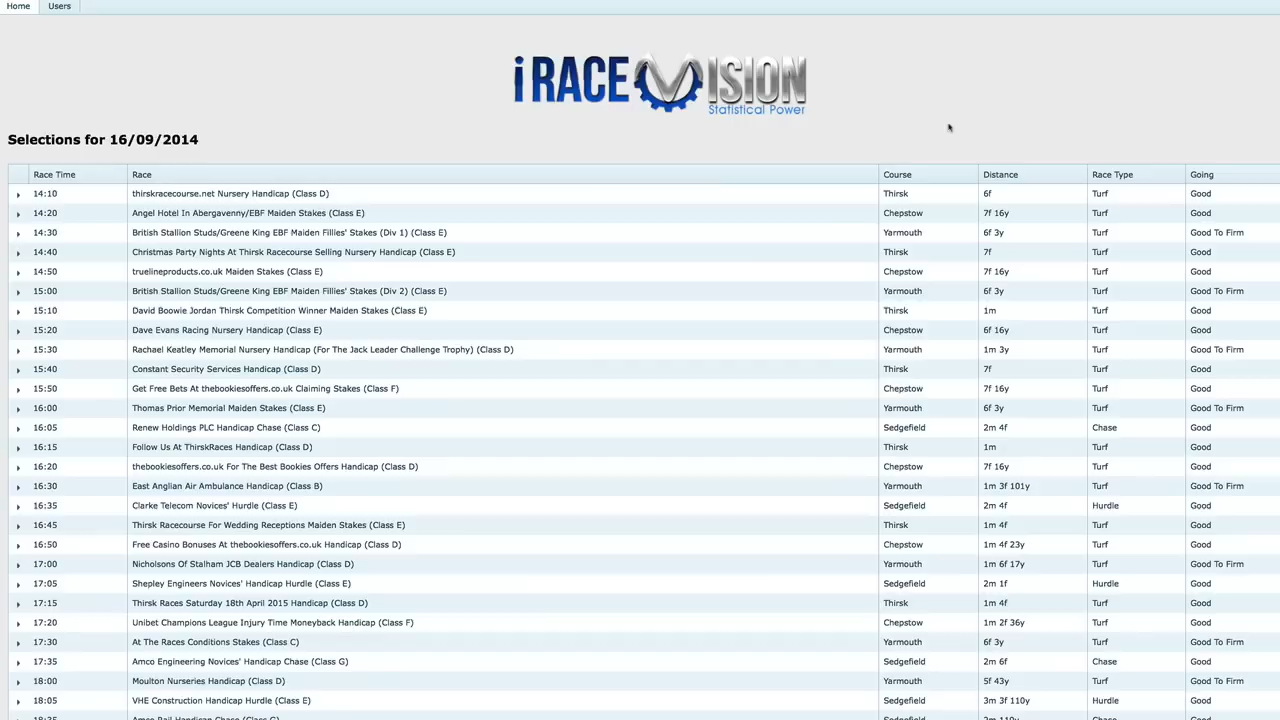 Home Users
i RACE VISION
Statistical Power
Selections for 16/09/2014
Race Time Race Course Distance Race Type Going
14:10 thirskracecourse.net Nursery Handicap (Class D) Thirsk 6f Turf Good
14:20 Angel Hotel In Abergavenny/EBF Maiden Stakes (Class E) Chepstow 7f 16y Turf Good
14:30 British Stallion Studs/Greene King EBF Maiden Fillies' Stakes (Div 1) (Class E) Yarmouth 6f 3y Turf Good To Firm
14:40 Christmas Party Nights At Thirsk Racecourse Selling Nursery Handicap (Class E) Thirsk 7f Turf Good
14:50 truelineproducts.co.uk Maiden Stakes (Class E) Chepstow 7f 16y Turf Good
15:00 British Stallion Studs/Greene King EBF Maiden Fillies' Stakes (Div 2) (Class E) Yarmouth 6f 3y Turf Good To Firm
15:10 David Boowie Jordan Thirsk Competition Winner Maiden Stakes (Class E) Thirsk 1m Turf Good
15:20 Dave Evans Racing Nursery Handicap (Class E) Chepstow 6f 16y Turf Good
15:30 Rachael Keatley Memorial Nursery Handicap (For The Jack Leader Challenge Trophy) (Class D) Yarmouth 1m 3y Turf Good To Firm
15:40 Constant Security Services Handicap (Class D) Thirsk 7f Turf Good
15:50 Get Free Bets At thebookiesoffers.co.uk Claiming Stakes (Class F) Chepstow 7f 16y Turf Good
16:00 Thomas Prior Memorial Maiden Stakes (Class E) Yarmouth 6f 3y Turf Good To Firm
16:05 Renew Holdings PLC Handicap Chase (Class C) Sedgefield 2m 4f Chase Good
16:15 Follow Us At ThirskRaces Handicap (Class D) Thirsk 1m Turf Good
16:20 thebookiesoffers.co.uk For The Best Bookies Offers Handicap (Class D) Chepstow 7f 16y Turf Good
16:30 East Anglian Air Ambulance Handicap (Class B) Yarmouth 1m 3f 101y Turf Good To Firm
16:35 Clarke Telecom Novices' Hurdle (Class E) Sedgefield 2m 4f Hurdle Good
16:45 Thirsk Racecourse For Wedding Receptions Maiden Stakes (Class E) Thirsk 1m 4f Turf Good
16:50 Free Casino Bonuses At thebookiesoffers.co.uk Handicap (Class D) Chepstow 1m 4f 23y Turf Good
17:00 Nicholsons Of Stalham JCB Dealers Handicap (Class D) Yarmouth 1m 6f 17y Turf Good To Firm
17:05 Shepley Engineers Novices' Handicap Hurdle (Class E) Sedgefield 2m 1f Hurdle Good
17:15 Thirsk Races Saturday 18th April 2015 Handicap (Class D) Thirsk 1m 4f Turf Good
17:20 Unibet Champions League Injury Time Moneyback Handicap (Class F) Chepstow 1m 2f 36y Turf Good
17:30 At The Races Conditions Stakes (Class C) Yarmouth 6f 3y Turf Good To Firm
17:35 Amco Engineering Novices' Handicap Chase (Class G) Sedgefield 2m 6f Chase Good
18:00 Moulton Nurseries Handicap (Class D) Yarmouth 5f 43y Turf Good To Firm
18:05 VHE Construction Handicap Hurdle (Class E) Sedgefield 3m 3f 110y Hurdle Good
18:35 Amco Rail Handicap Chase (Class G) Sedgefield 2m 110y Chase Good